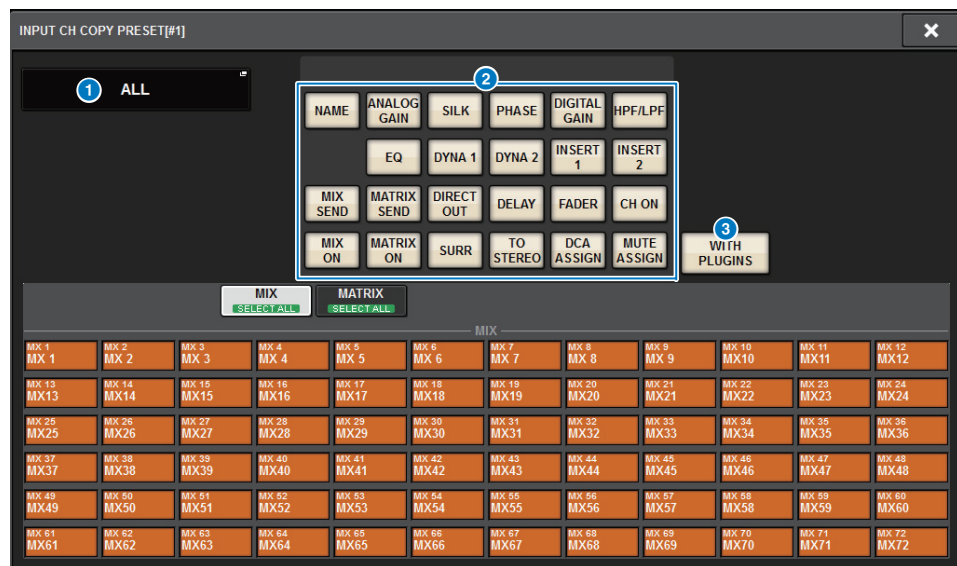 INPUT CH COPY PRESET[#1]
1 ALL
2
NAME ANALOG GAIN SILK PHASE DIGITAL GAIN HPF/LPF
EQ DYNA 1 DYNA 2 INSERT 1 INSERT 2
MIX SEND MATRIX SEND DIRECT OUT DELAY FADER CH ON
MIX ON MATRIX ON SURR TO STEREO DCA ASSIGN MUTE ASSIGN
3
WITH PLUGINS
MIX SELECT ALL MATRIX SELECT ALL
MIX
MX 1 MX 2 MX 3 MX 4 MX 5 MX 6 MX 7 MX 8 MX 9 MX 10 MX 11 MX 12
MX 1 MX 2 MX 3 MX 4 MX 5 MX 6 MX 7 MX 8 MX 9 MX10 MX11 MX12
MX 13 MX 14 MX 15 MX 16 MX 17 MX 18 MX 19 MX 20 MX 21 MX 22 MX 23 MX 24
MX13 MX14 MX15 MX16 MX17 MX18 MX19 MX20 MX21 MX22 MX23 MX24
MX 25 MX 26 MX 27 MX 28 MX 29 MX 30 MX 31 MX 32 MX 33 MX 34 MX 35 MX 36
MX25 MX26 MX27 MX28 MX29 MX30 MX31 MX32 MX33 MX34 MX35 MX36
MX 37 MX 38 MX 39 MX 40 MX 41 MX 42 MX 43 MX 44 MX 45 MX 46 MX 47 MX 48
MX37 MX38 MX39 MX40 MX41 MX42 MX43 MX44 MX45 MX46 MX47 MX48
MX 49 MX 50 MX 51 MX 52 MX 53 MX 54 MX 55 MX 56 MX 57 MX 58 MX 59 MX 60
MX49 MX50 MX51 MX52 MX53 MX54 MX55 MX56 MX57 MX58 MX59 MX60
MX 61 MX 62 MX 63 MX 64 MX 65 MX 66 MX 67 MX 68 MX 69 MX 70 MX 71 MX 72
MX61 MX62 MX63 MX64 MX65 MX66 MX67 MX68 MX69 MX70 MX71 MX72